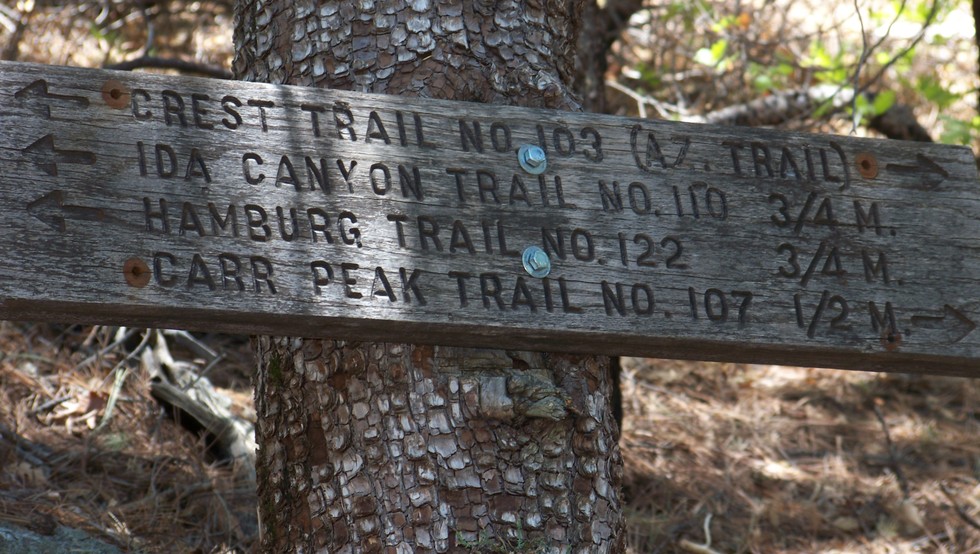 CREST TRAIL NO. 103 (AZ. TRAIL)
IDA CANYON TRAIL NO. 110 3/4 M.
HAMBURG TRAIL NO. 122 3/4 M.
CARR PEAK TRAIL NO. 107 1/2 M.